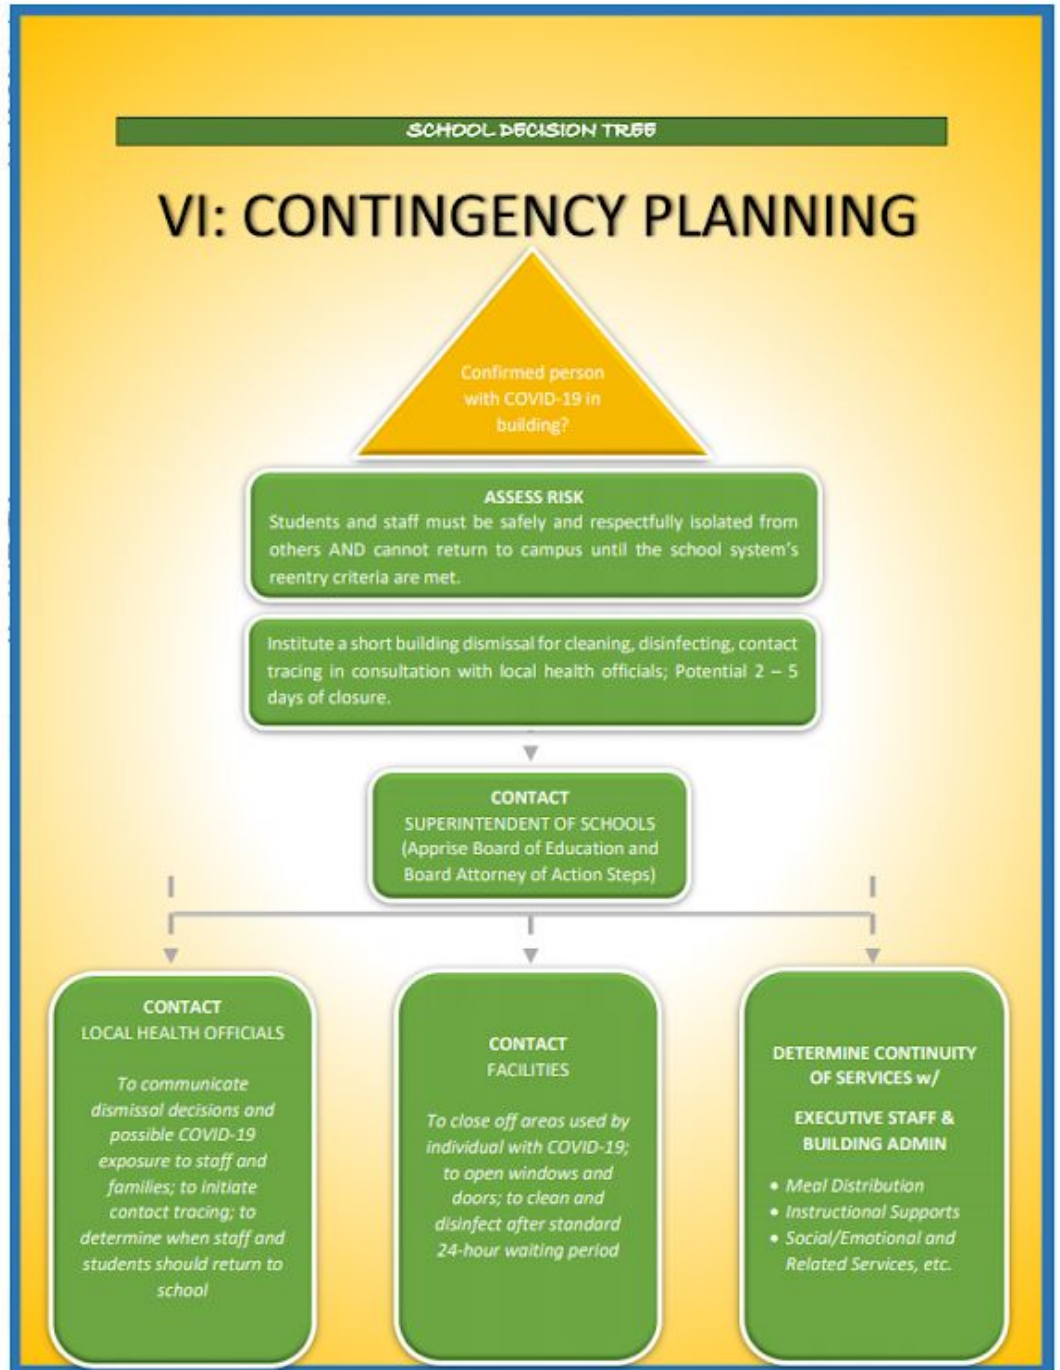 SCHOOL DECISION TREE
VI: CONTINGENCY PLANNING
Confirmed person
with COVID-19 in
building?
ASSESS RISK
Students and staff must be safely and respectfully isolated from
others AND cannot return to campus until the school system's
reentry criteria are met.
Institute a short building dismissal for cleaning, disinfecting, contact
tracing in consultation with local health officials; Potential 2 – 5
days of closure.
CONTACT
SUPERINTENDENT OF SCHOOLS
(Apprise Board of Education and
Board Attorney of Action Steps)
CONTACT
LOCAL HEALTH OFFICIALS
To communicate
dismissal decisions and
possible COVID-19
exposure to staff and
families; to initiate
contact tracing; to
determine when staff and
students should return to
school
CONTACT
FACILITIES
To close off areas used by
individual with COVID-19;
to open windows and
doors; to clean and
disinfect after standard
24-hour waiting period
DETERMINE CONTINUITY
OF SERVICES w/
EXECUTIVE STAFF &
BUILDING ADMIN
• Meal Distribution
• Instructional Supports
• Social/Emotional and
Related Services, etc.